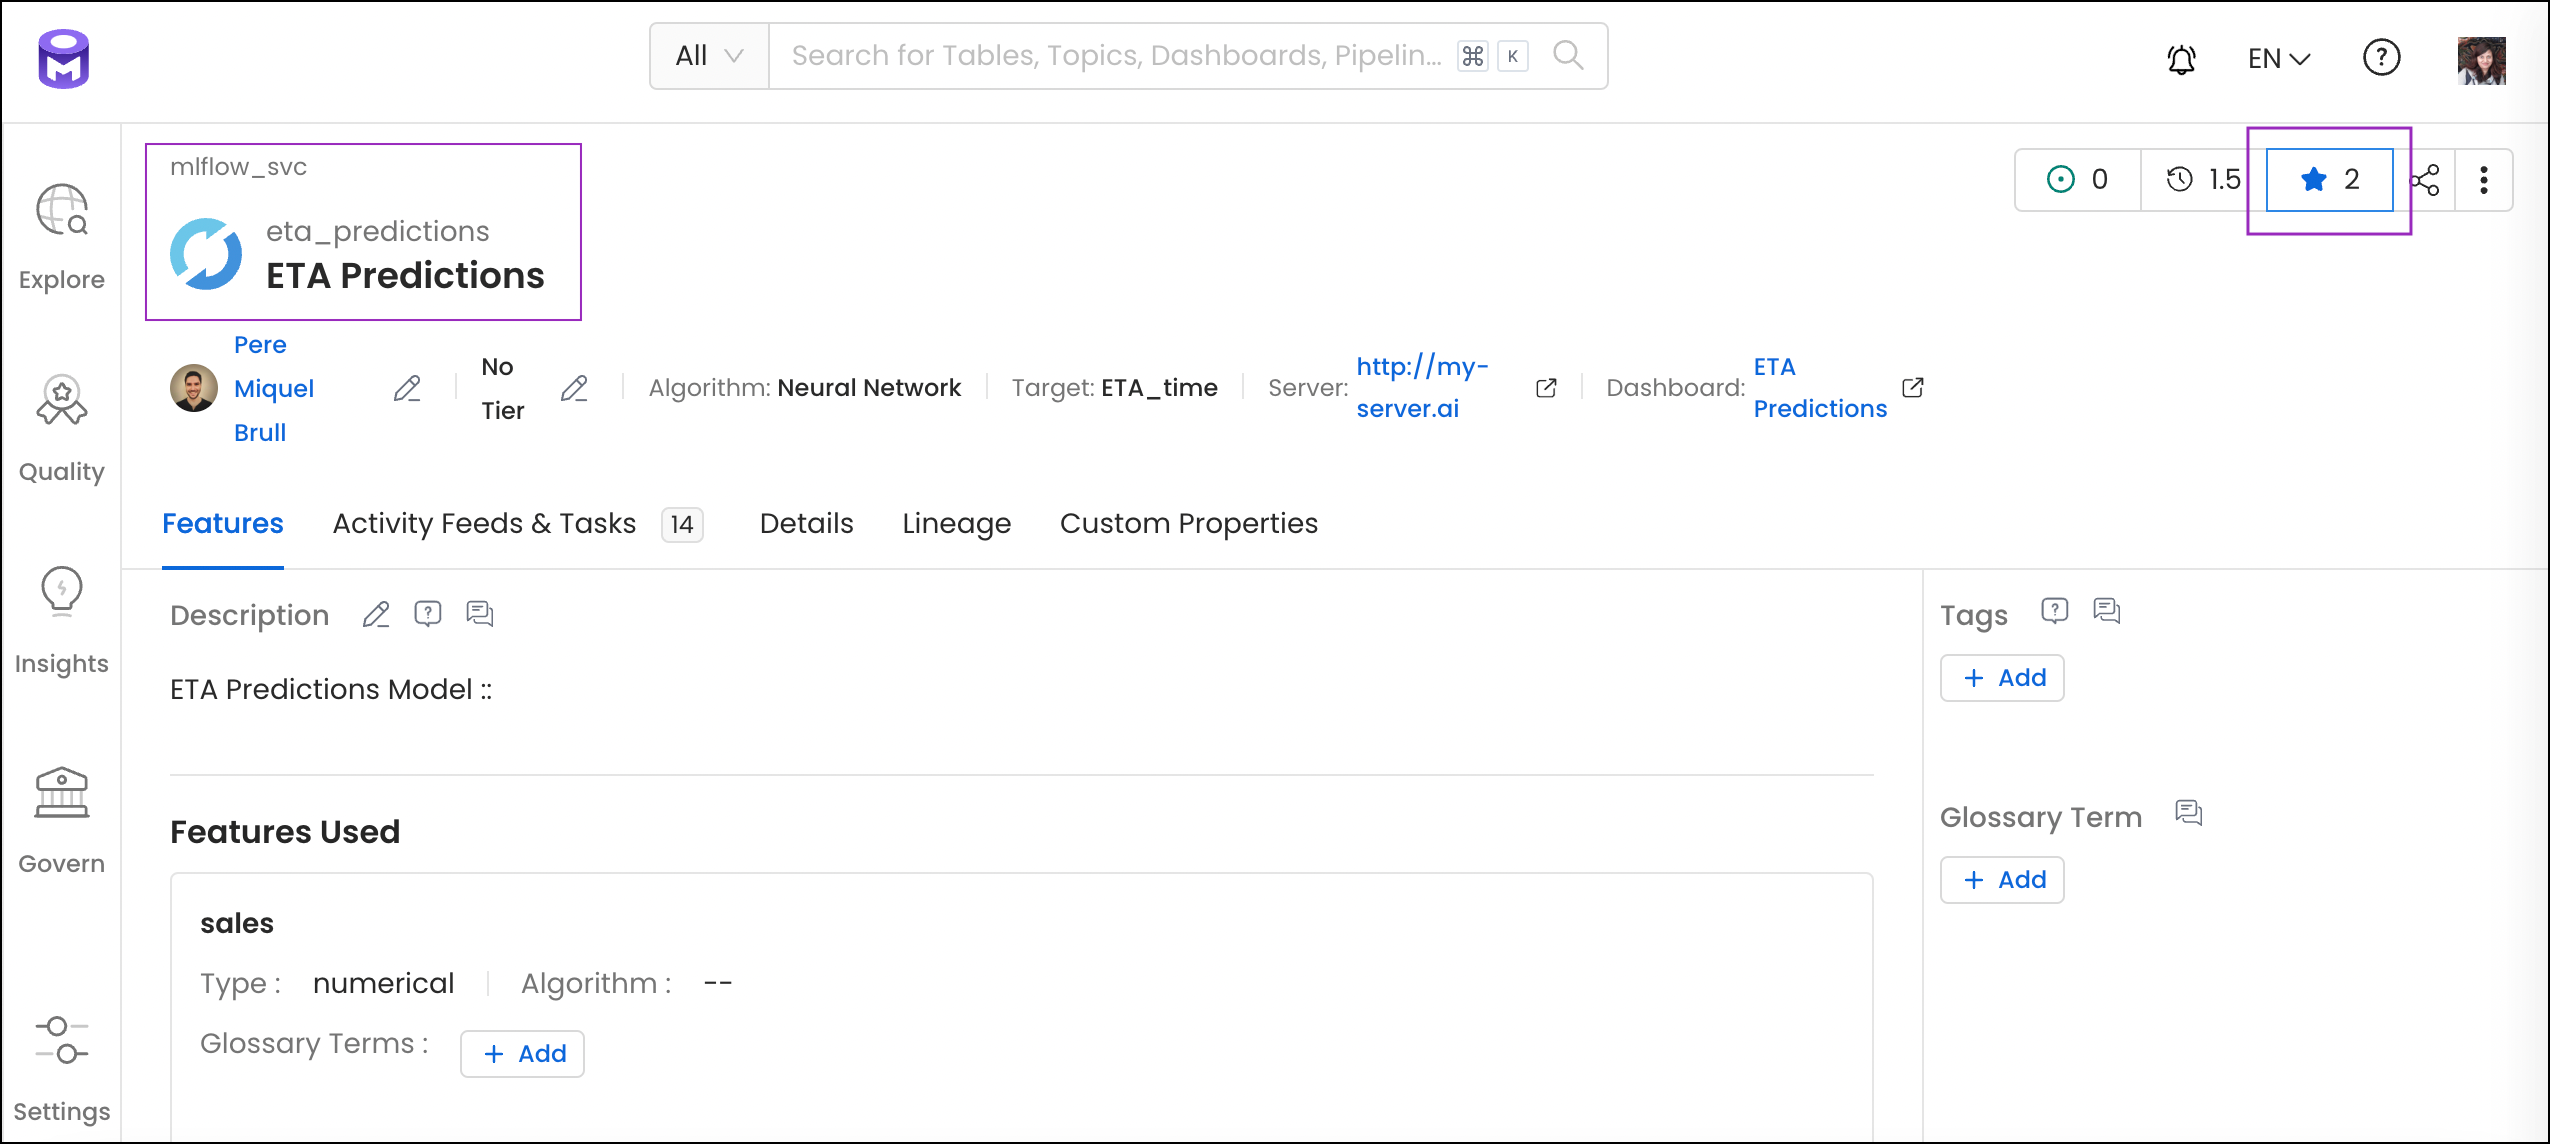 All
Search for Tables, Topics, Dashboards, Pipelin...
⌘ K
EN
mlflow_svc
eta_predictions
ETA Predictions
0
1.5
2
Pere
Miquel
Brull
No
Tier
Algorithm: Neural Network
Target: ETA_time
Server:
http://my-
server.ai
Dashboard:
ETA
Predictions
Explore
Quality
Insights
Govern
Settings
Features
Activity Feeds & Tasks 14
Details
Lineage
Custom Properties
Description
ETA Predictions Model ::
Features Used
sales
Type : numerical
Algorithm : --
Glossary Terms : + Add
Tags
+ Add
Glossary Term
+ Add